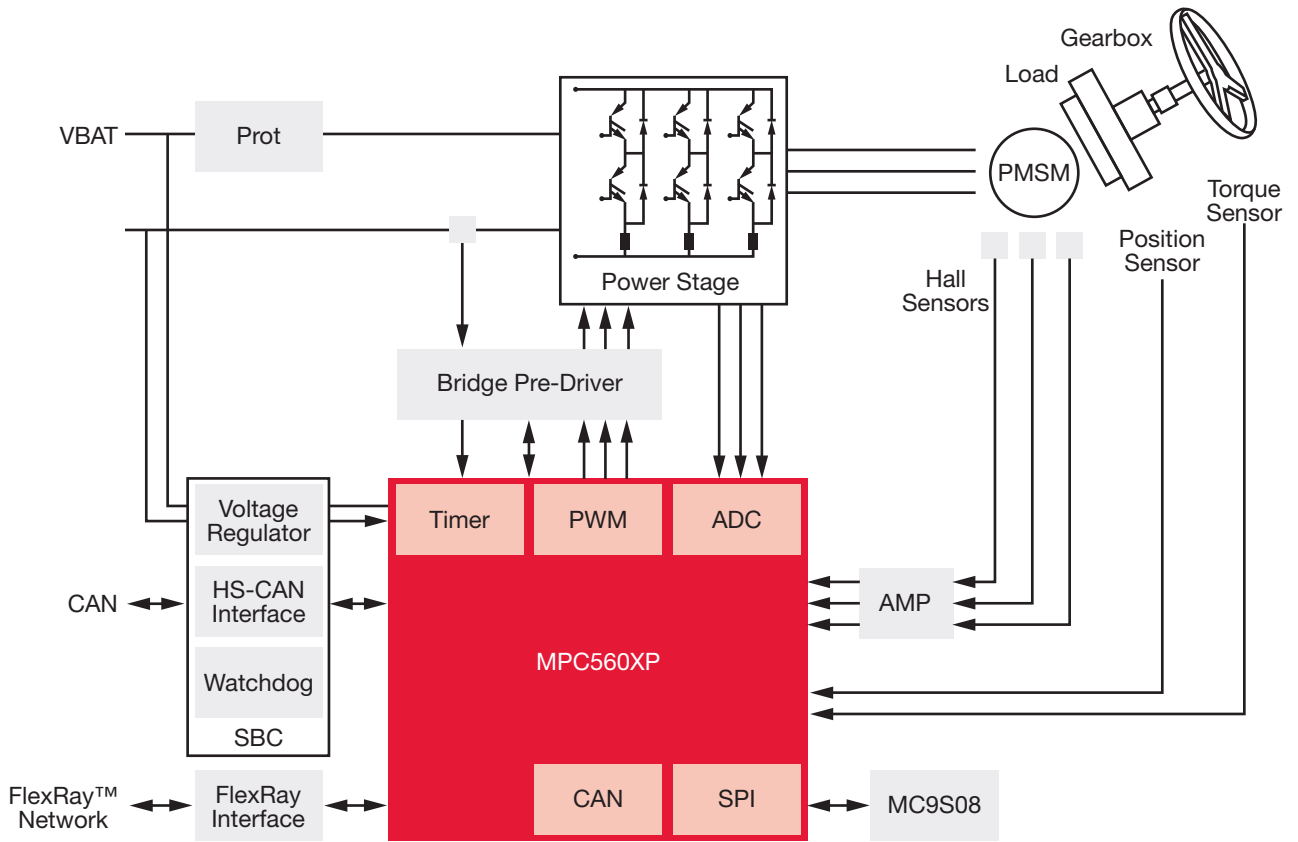 Gearbox
Load
VBAT
Prot
PMSM
Torque
Sensor
Position
Sensor
Hall
Sensors
Power Stage
Bridge Pre-Driver
Voltage
Regulator
Timer
PWM
ADC
CAN
HS-CAN
Interface
AMP
MPC560XP
Watchdog
SBC
FlexRay™
Network
FlexRay
Interface
CAN
SPI
MC9S08